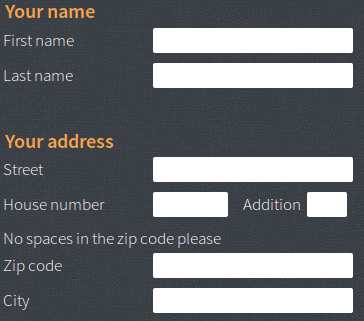 Your name
First name
Last name
Your address
Street
House number Addition
No spaces in the zip code please
Zip code
City